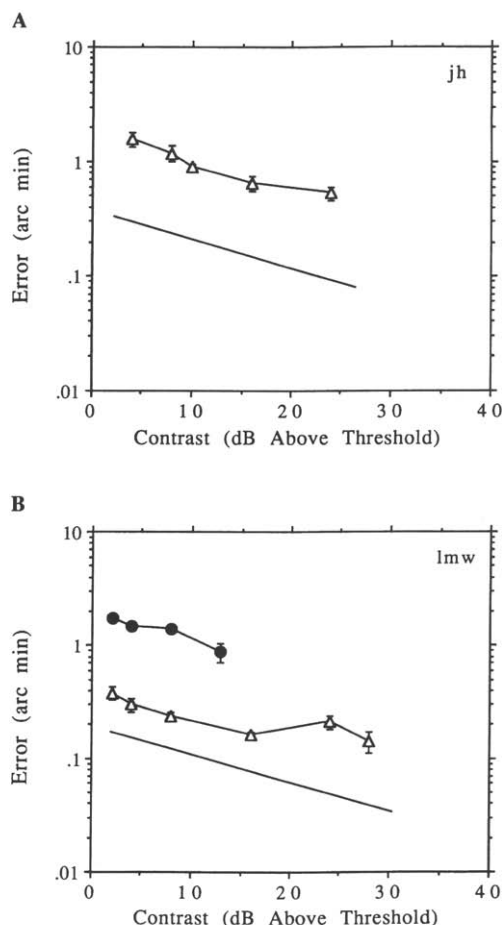 A
10
jh
1
Error (arc min)
.1
.01
0 10 20 30 40
Contrast (dB Above Threshold)
B
10
lmw
1
Error (arc min)
.1
.01
0 10 20 30 40
Contrast (dB Above Threshold)